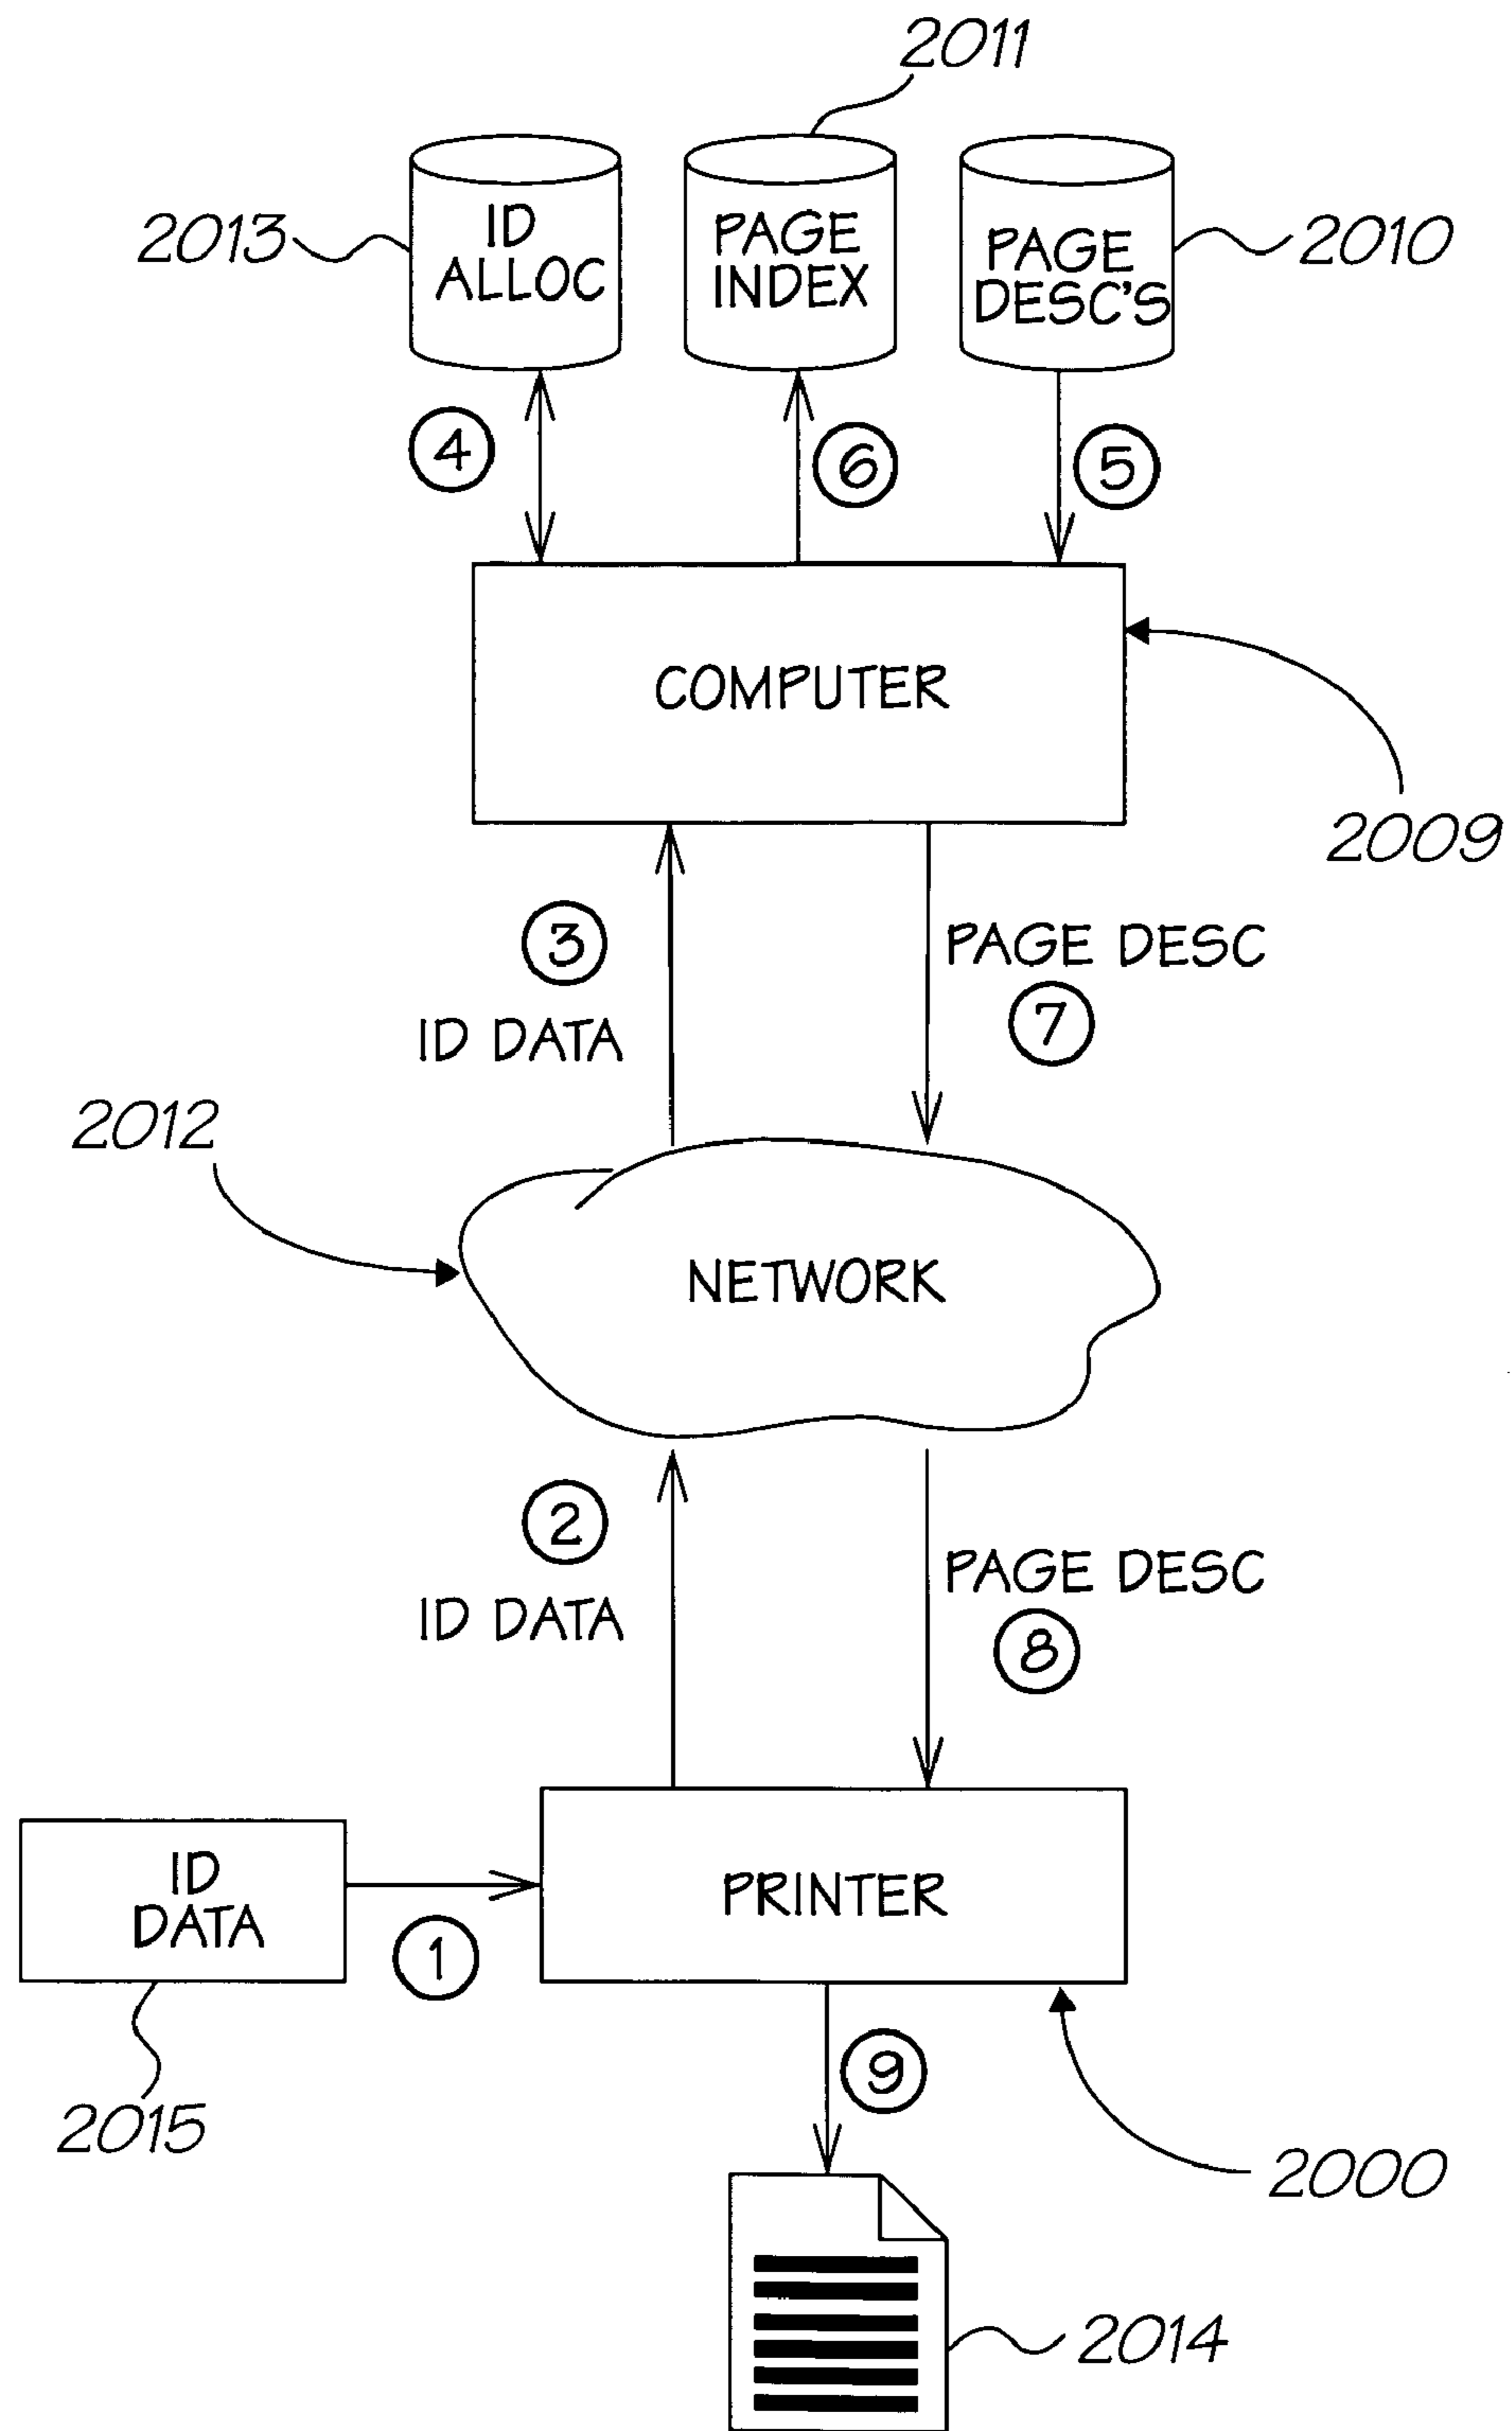 2011
2013
ID
ALLOC
PAGE
INDEX
PAGE
DESC'S
2010
4
6
5
COMPUTER
2009
3
ID DATA
PAGE DESC
7
2012
NETWORK
2
ID DATA
PAGE DESC
8
ID
DATA
1
PRINTER
2015
9
2000
2014